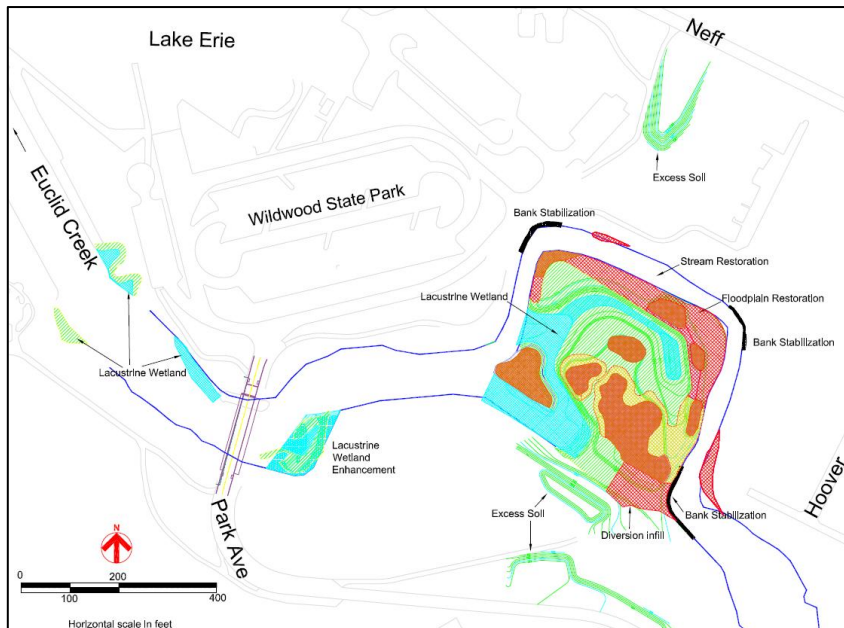 Lake Erie
Neff
Euclid Creek
Wildwood State Park
Excess Soil
Bank Stabilization
Stream Restoration
Lacustrine Wetland
Floodplain Restoration
Bank Stabilization
Lacustrine Wetland
Lacustrine
Wetland
Enhancement
Park Ave
Hoover
Excess Soil
Bank Stabilization
Diversion infill
N
0 200
100 400
Horizontal scale in feet